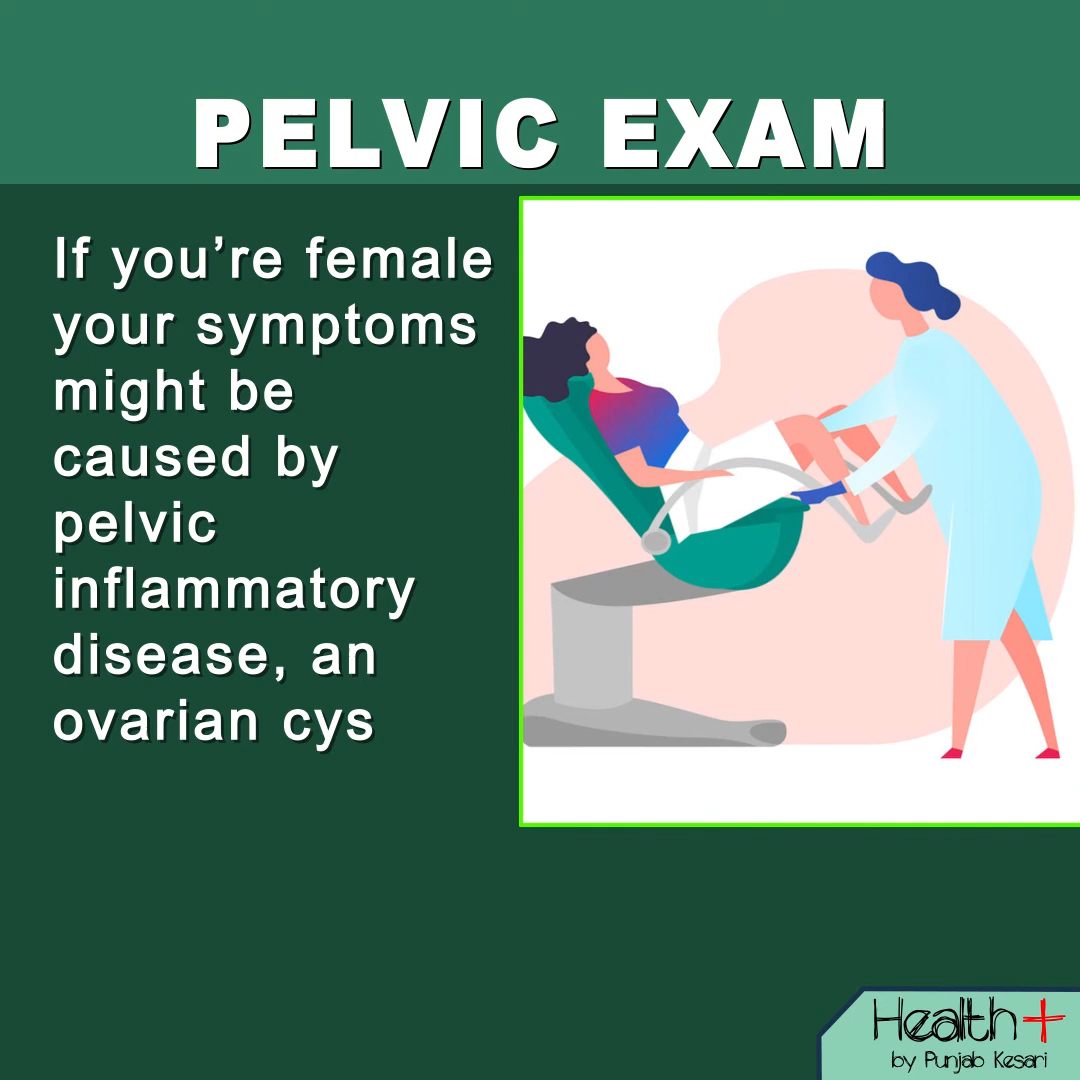 PELVIC EXAM
If you’re female
your symptoms
might be
caused by
pelvic
inflammatory
disease, an
ovarian cys
Health+
by Punjab Kesari